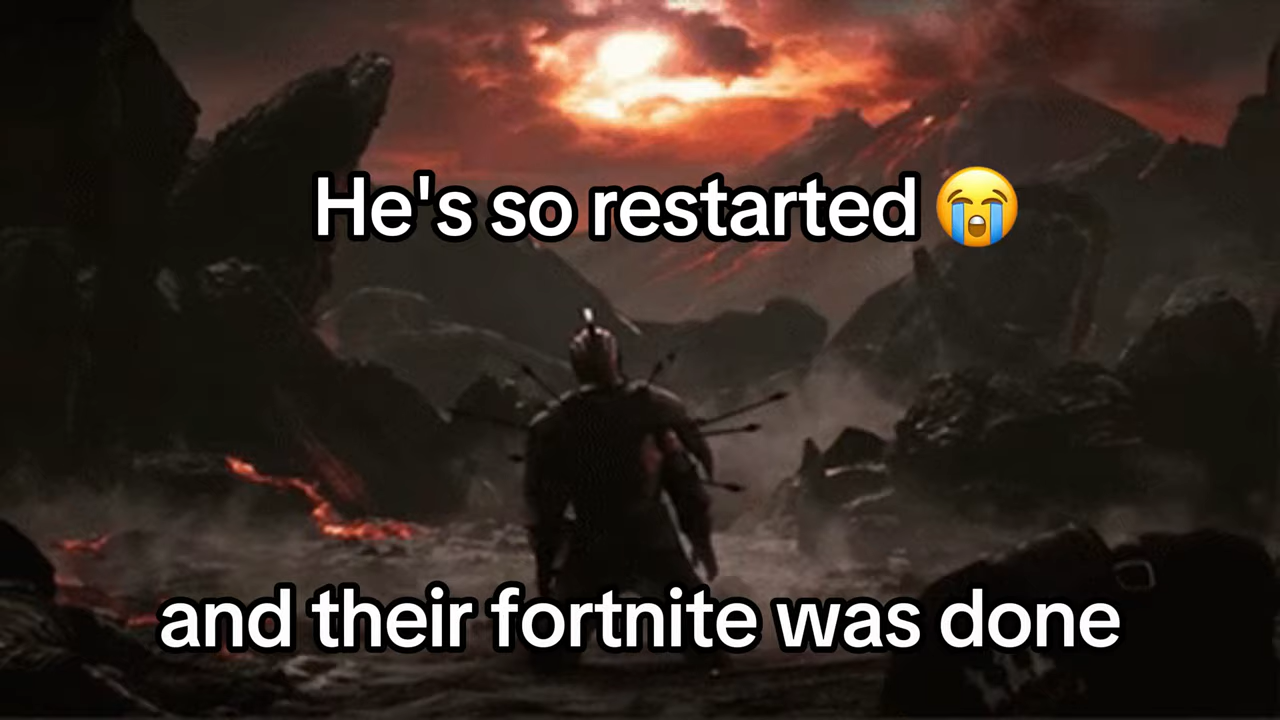 He's so restarted 😭
and their fortnite was done